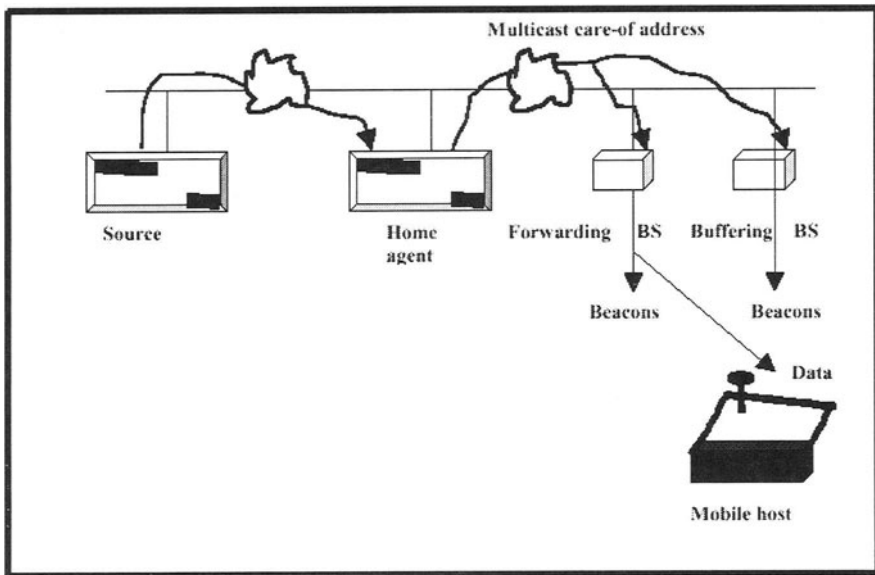 Multicast care-of address
Source
Home
agent
Forwarding BS
Buffering BS
Beacons
Beacons
Data
Mobile host